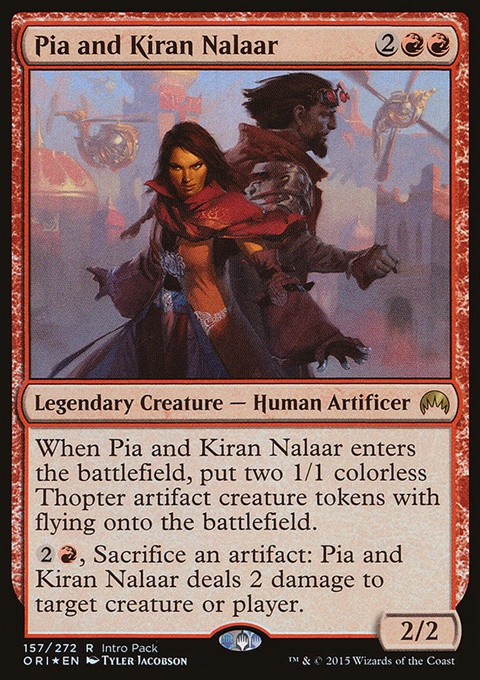 Pia and Kiran Nalaar 2
Legendary Creature — Human Artificer
When Pia and Kiran Nalaar enters
the battlefield, put two 1/1 colorless
Thopter artifact creature tokens with
flying onto the battlefield.
2, Sacrifice an artifact: Pia and
Kiran Nalaar deals 2 damage to
target creature or player.
2/2
157/272 R Intro Pack
ORI★EN Tyler Jacobson
™ & © 2015 Wizards of the Coast